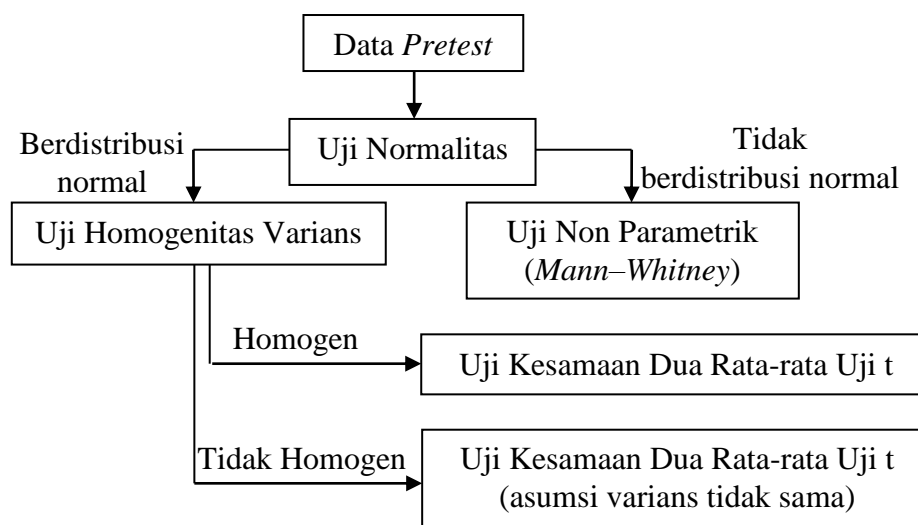 Data Pretest
Uji Normalitas
Berdistribusi
normal
Tidak
berdistribusi normal
Uji Homogenitas Varians
Uji Non Parametrik
(Mann–Whitney)
Homogen
Uji Kesamaan Dua Rata-rata Uji t
Tidak Homogen
Uji Kesamaan Dua Rata-rata Uji t
(asumsi varians tidak sama)